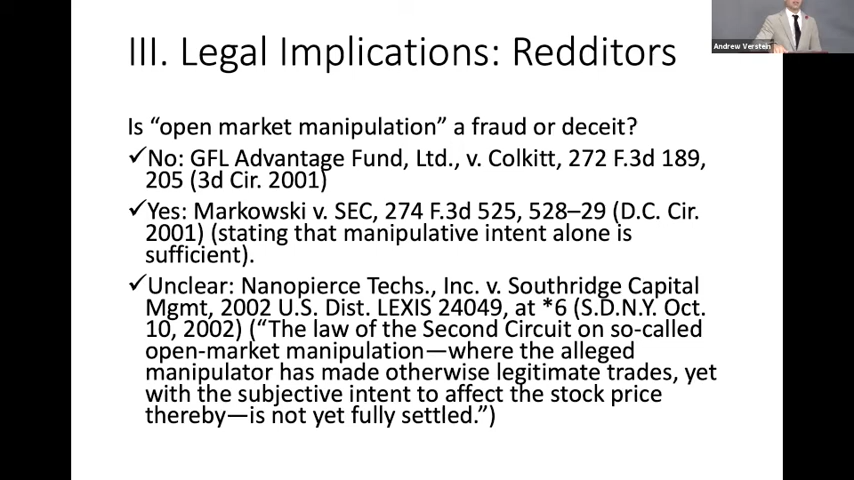 III. Legal Implications: Redditors
Andrew Verstein
Is “open market manipulation” a fraud or deceit?
✓No: GFL Advantage Fund, Ltd., v. Colkitt, 272 F.3d 189,
205 (3d Cir. 2001)
✓Yes: Markowski v. SEC, 274 F.3d 525, 528–29 (D.C. Cir.
2001) (stating that manipulative intent alone is
sufficient).
✓Unclear: Nanopierce Techs., Inc. v. Southridge Capital
Mgmt, 2002 U.S. Dist. LEXIS 24049, at *6 (S.D.N.Y. Oct.
10, 2002) (“The law of the Second Circuit on so-called
open-market manipulation—where the alleged
manipulator has made otherwise legitimate trades, yet
with the subjective intent to affect the stock price
thereby—is not yet fully settled.”)